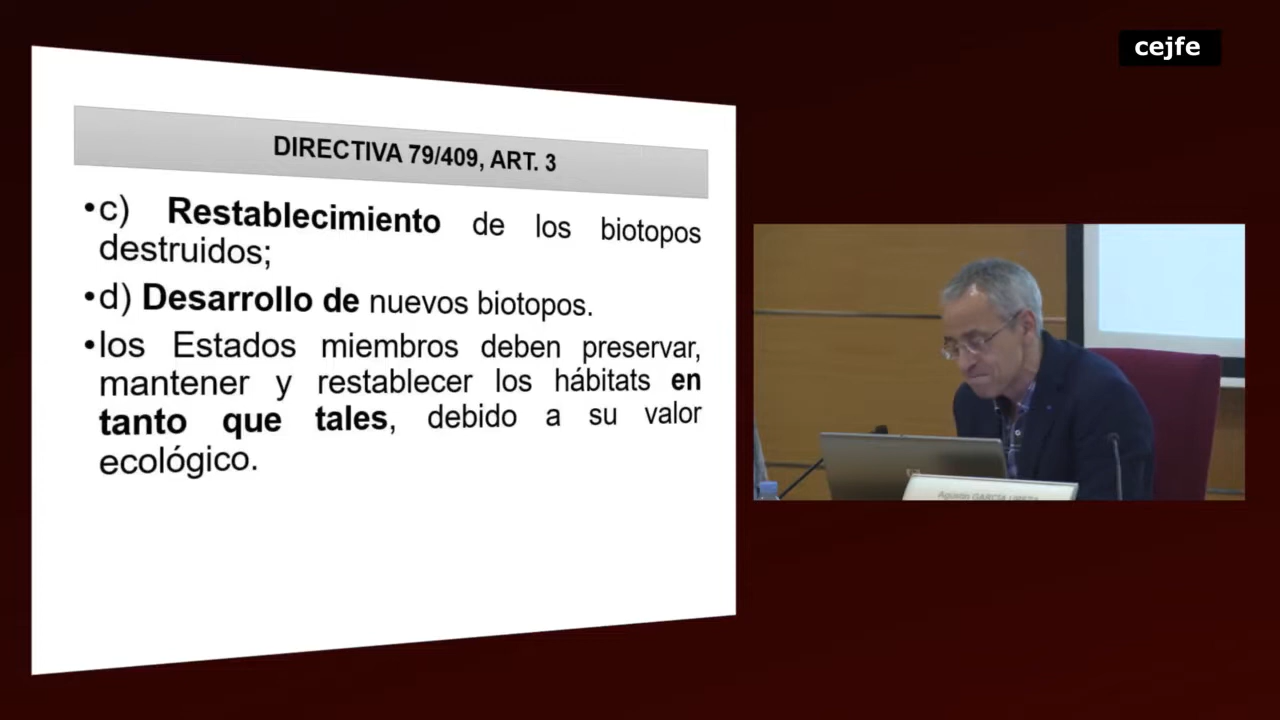 cejfe
DIRECTIVA 79/409, ART. 3
•c) Restablecimiento de los biotopos
destruidos;
•d) Desarrollo de nuevos biotopos.
•los Estados miembros deben preservar,
mantener y restablecer los hábitats en
tanto que tales, debido a su valor
ecológico.
GARCÍA